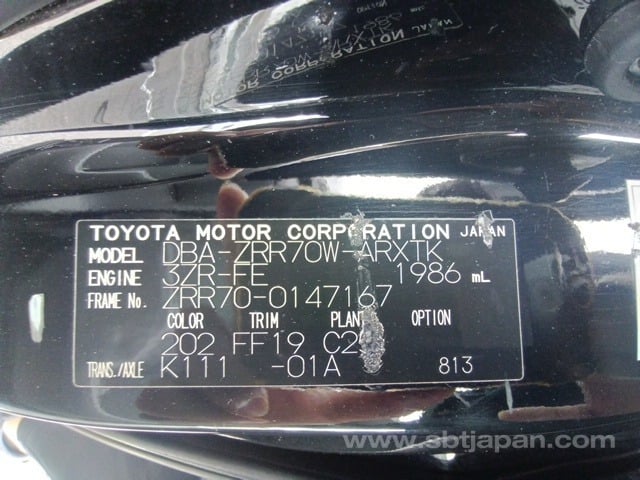 TOYOTA MOTOR CORPORATION JAPAN
MODEL DBA-ZRR70W-ARXTK
ENGINE 3ZR-FE 1986 mL
FRAME No. ZRR70-0147167
COLOR TRIM PLANT OPTION
202 FF19 C2
TRANS./AXLE K111 -01A 813
www.sbtjapan.com